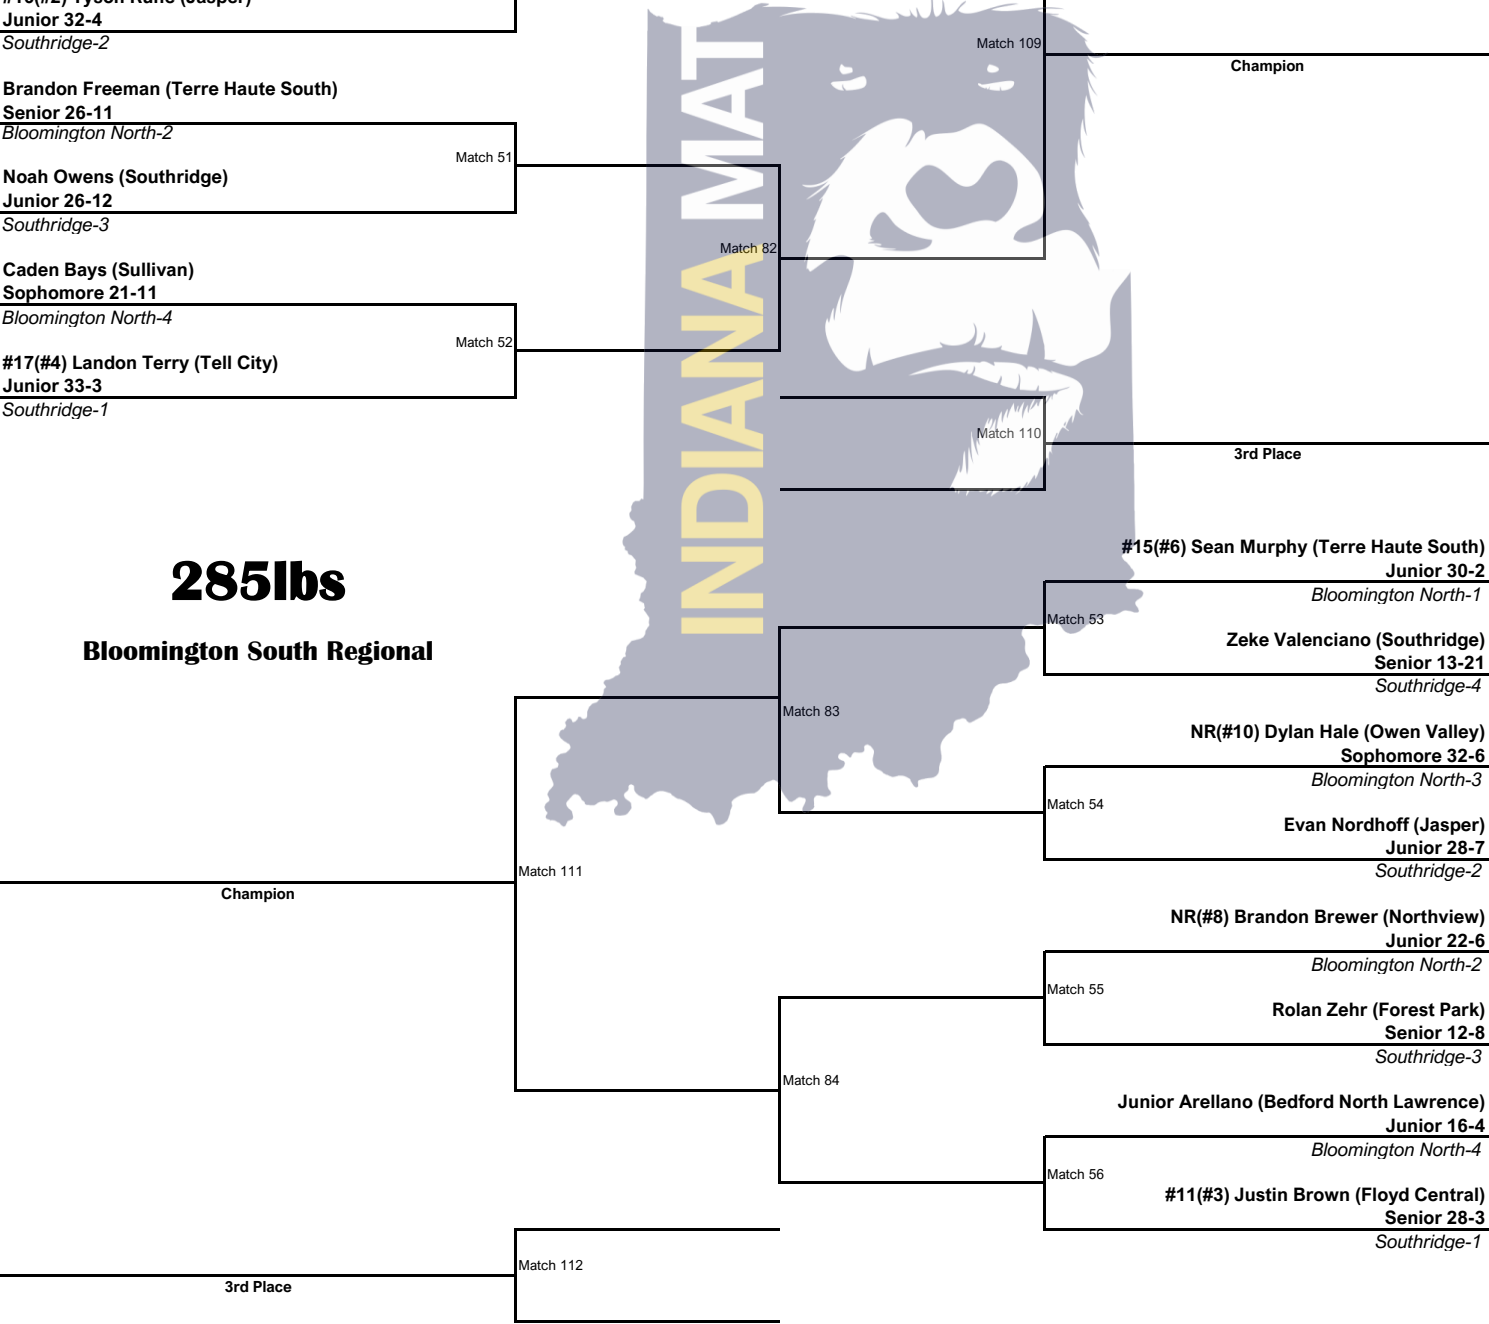 Junior 32-4
Southridge-2
Brandon Freeman (Terre Haute South)
Senior 26-11
Bloomington North-2
Match 51
Noah Owens (Southridge)
Junior 26-12
Southridge-3
Match 82
Caden Bays (Sullivan)
Sophomore 21-11
Bloomington North-4
Match 52
#17(#4) Landon Terry (Tell City)
Junior 33-3
Southridge-1
Match 109
Champion
Match 110
3rd Place
INDIANA MAT
285lbs
Bloomington South Regional
#15(#6) Sean Murphy (Terre Haute South)
Junior 30-2
Bloomington North-1
Match 53
Zeke Valenciano (Southridge)
Senior 13-21
Southridge-4
Match 83
NR(#10) Dylan Hale (Owen Valley)
Sophomore 32-6
Bloomington North-3
Match 54
Evan Nordhoff (Jasper)
Junior 28-7
Southridge-2
Match 111
Champion
NR(#8) Brandon Brewer (Northview)
Junior 22-6
Bloomington North-2
Match 55
Rolan Zehr (Forest Park)
Senior 12-8
Southridge-3
Match 84
Junior Arellano (Bedford North Lawrence)
Junior 16-4
Bloomington North-4
Match 56
#11(#3) Justin Brown (Floyd Central)
Senior 28-3
Southridge-1
Match 112
3rd Place